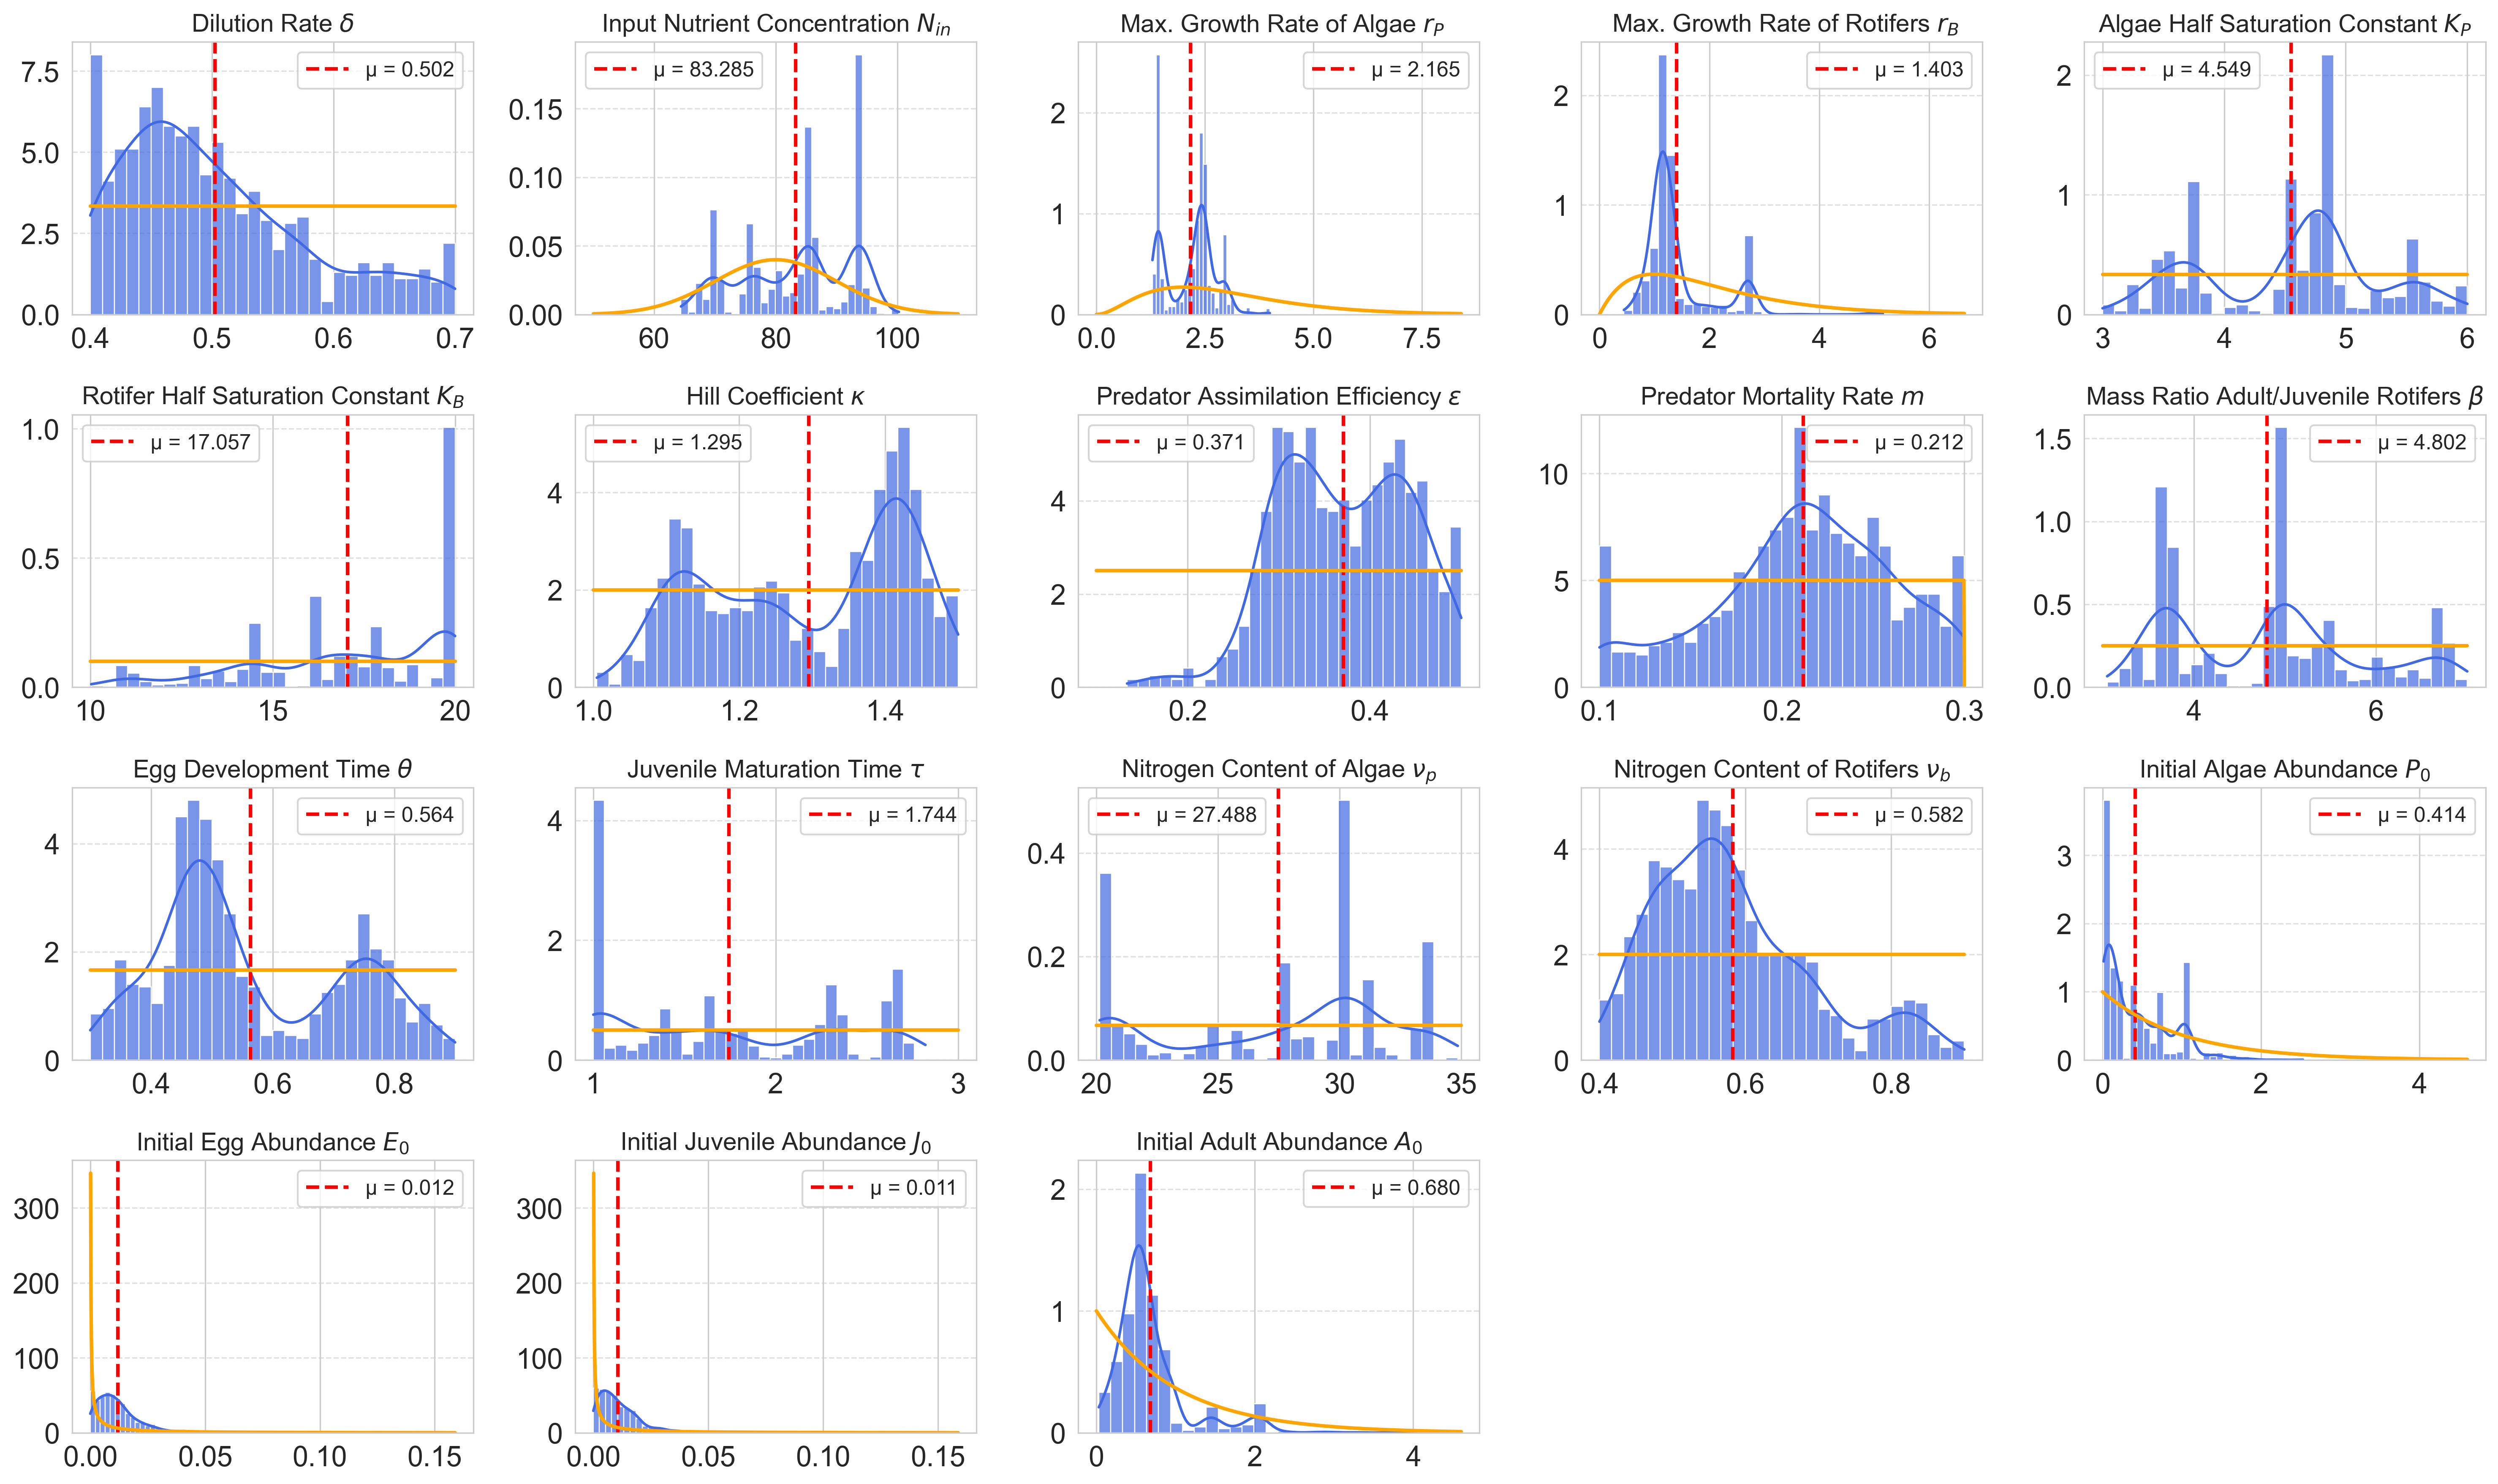 Dilution Rate δ
μ = 0.502
7.5
5.0
2.5
0.0
0.4 0.5 0.6 0.7
Input Nutrient Concentration N_in
μ = 83.285
0.15
0.10
0.05
0.00
60 80 100
Max. Growth Rate of Algae r_P
μ = 2.165
2
1
0
0.0 2.5 5.0 7.5
Max. Growth Rate of Rotifers r_B
μ = 1.403
2
1
0
0 2 4 6
Algae Half Saturation Constant K_P
μ = 4.549
2
1
0
3 4 5 6
Rotifer Half Saturation Constant K_B
μ = 17.057
1.0
0.5
0.0
10 15 20
Hill Coefficient κ
μ = 1.295
4
2
0
1.0 1.2 1.4
Predator Assimilation Efficiency ε
μ = 0.371
4
2
0
0.2 0.4
Predator Mortality Rate m
μ = 0.212
10
5
0
0.1 0.2 0.3
Mass Ratio Adult/Juvenile Rotifers β
μ = 4.802
1.5
1.0
0.5
0.0
4 6
Egg Development Time θ
μ = 0.564
4
2
0
0.4 0.6 0.8
Juvenile Maturation Time τ
μ = 1.744
4
2
0
1 2 3
Nitrogen Content of Algae ν_p
μ = 27.488
0.4
0.2
0.0
20 25 30 35
Nitrogen Content of Rotifers ν_b
μ = 0.582
4
2
0
0.4 0.6 0.8
Initial Algae Abundance P_0
μ = 0.414
3
2
1
0
0 2 4
Initial Egg Abundance E_0
μ = 0.012
300
200
100
0
0.00 0.05 0.10 0.15
Initial Juvenile Abundance J_0
μ = 0.011
300
200
100
0
0.00 0.05 0.10 0.15
Initial Adult Abundance A_0
μ = 0.680
2
1
0
0 2 4